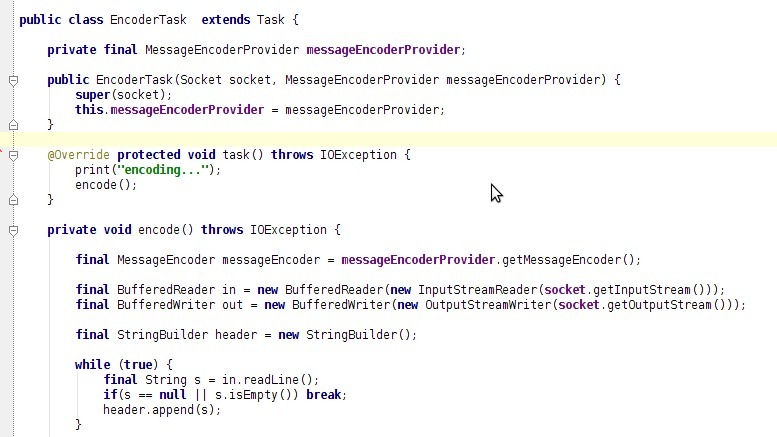 public class EncoderTask  extends Task {
private final MessageEncoderProvider messageEncoderProvider;
public EncoderTask(Socket socket, MessageEncoderProvider messageEncoderProvider) {
super(socket);
this.messageEncoderProvider = messageEncoderProvider;
}
@Override protected void task() throws IOException {
print("encoding...");
encode();
}
private void encode() throws IOException {
final MessageEncoder messageEncoder = messageEncoderProvider.getMessageEncoder();
final BufferedReader in = new BufferedReader(new InputStreamReader(socket.getInputStream()));
final BufferedWriter out = new BufferedWriter(new OutputStreamWriter(socket.getOutputStream()));
final StringBuilder header = new StringBuilder();
while (true) {
final String s = in.readLine();
if(s == null || s.isEmpty()) break;
header.append(s);
}